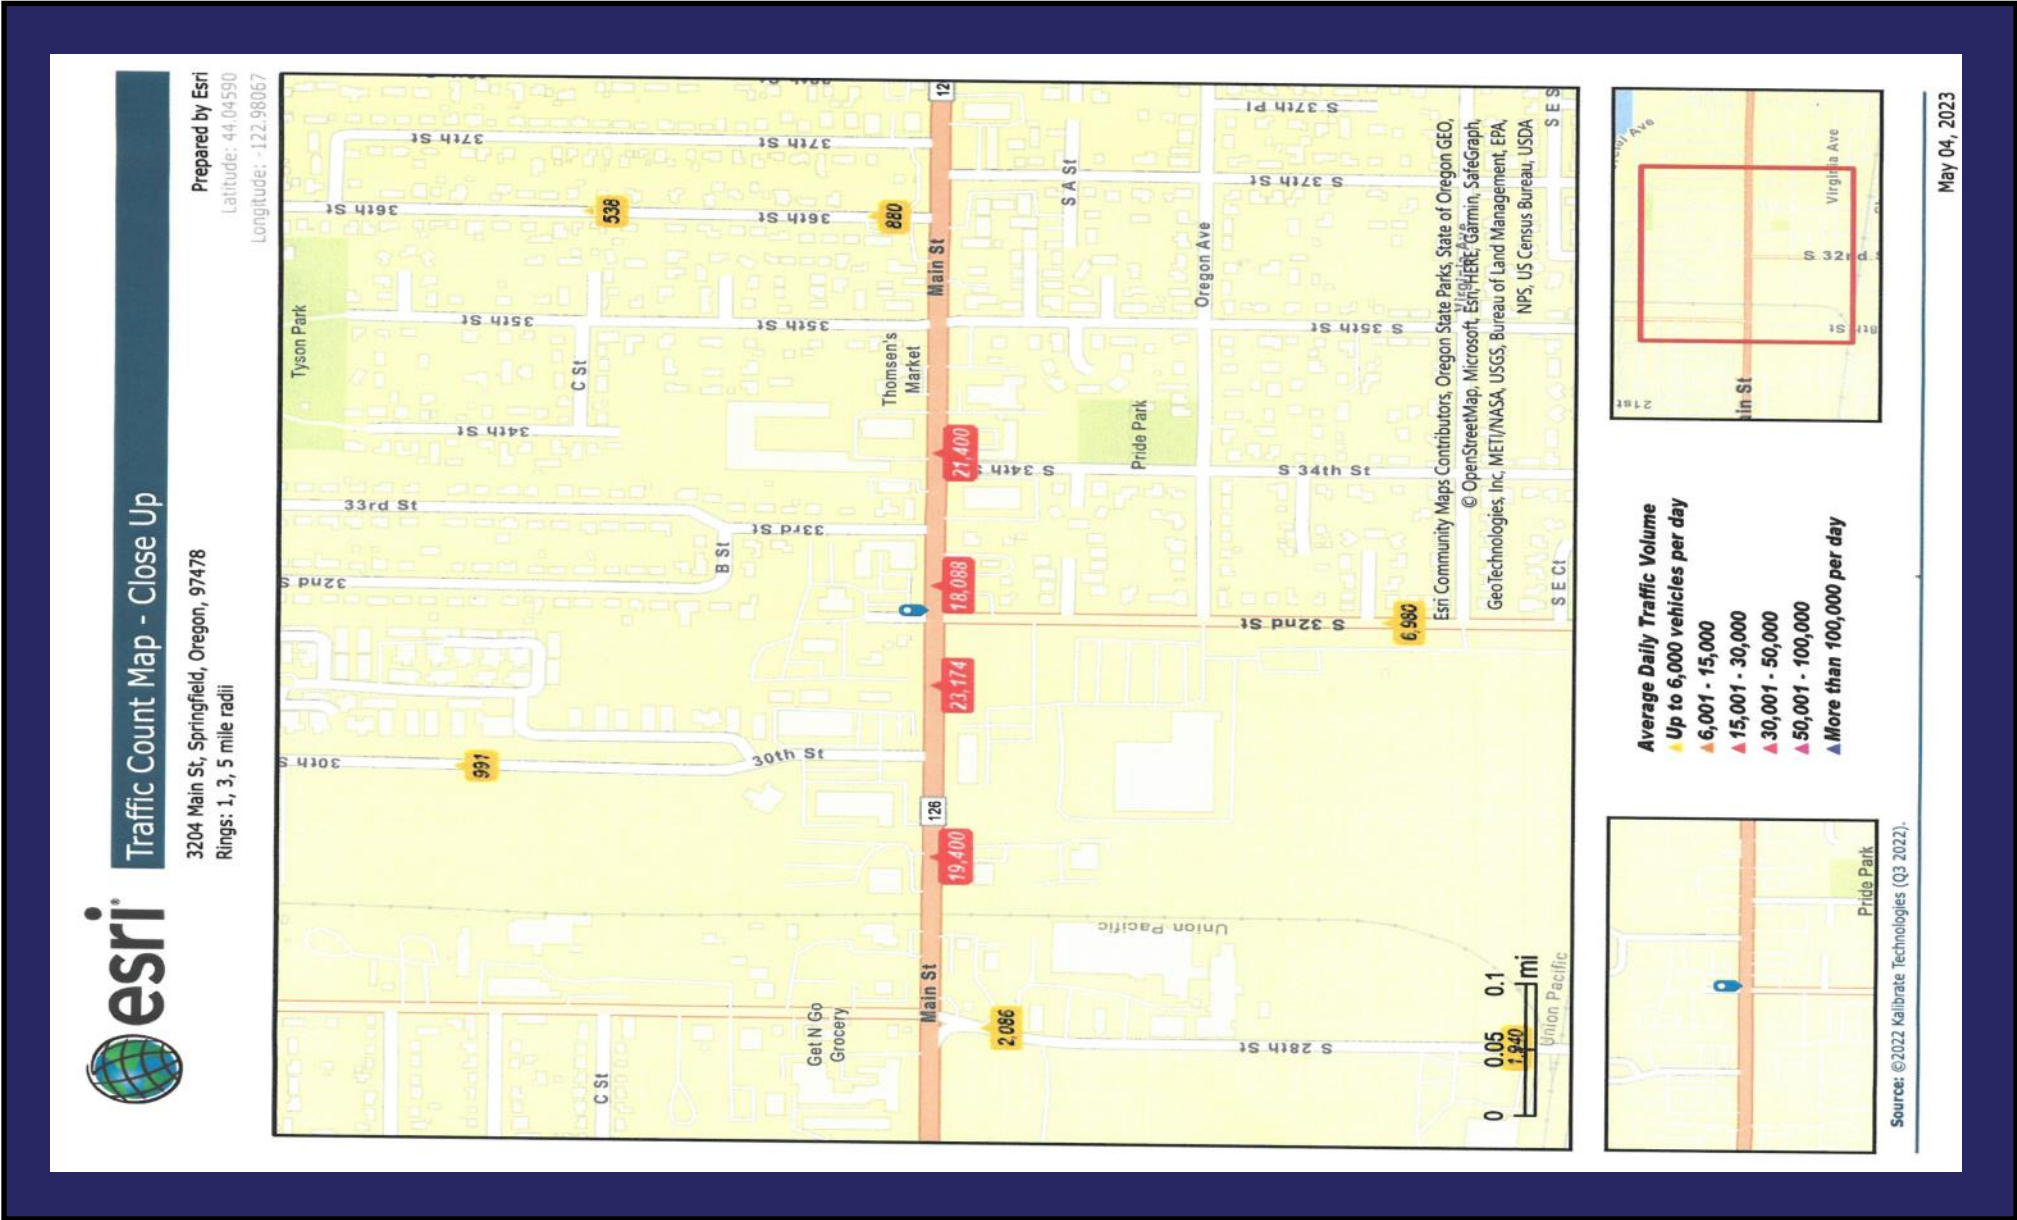 esri®
Traffic Count Map - Close Up
3204 Main St, Springfield, Oregon, 97478
Rings: 1, 3, 5 mile radii
Prepared by Esri
Latitude: 44.04590
Longitude: -122.98067
Tyson Park
30th S
32nd S
33rd St
36th St
37th St
34th St
35th St
991
538
C St
C St
B St
33rd St
30th St
35th St
36th St
37th St
Get N Go
Grocery
Thomsen's
Market
880
Main St
126
Main St
12
19,400
23,174
18,088
21,400
2,086
S 34th S
S A St
Union Pacific
Pride Park
Oregon Ave
S 28th St
S 32nd St
S 34th St
S 35th St
S 37th St
S 37th Pl
6,980
Virginia Ave
Esri Community Maps Contributors, Oregon State Parks, State of Oregon GEO,
© OpenStreetMap, Microsoft, Esri, HERE, Garmin, SafeGraph,
GeoTechnologies, Inc, METI/NASA, USGS, Bureau of Land Management, EPA,
NPS, US Census Bureau, USDA
0 0.05 0.1
mi
1,940
Union Pacific
S E Ct
S E S
Average Daily Traffic Volume
Up to 6,000 vehicles per day
6,001 - 15,000
15,001 - 30,000
30,001 - 50,000
50,001 - 100,000
More than 100,000 per day
Pride Park
21st
ain St
Virginia Ave
S 32nd S
Source: ©2022 Kalibrate Technologies (Q3 2022).
May 04, 2023